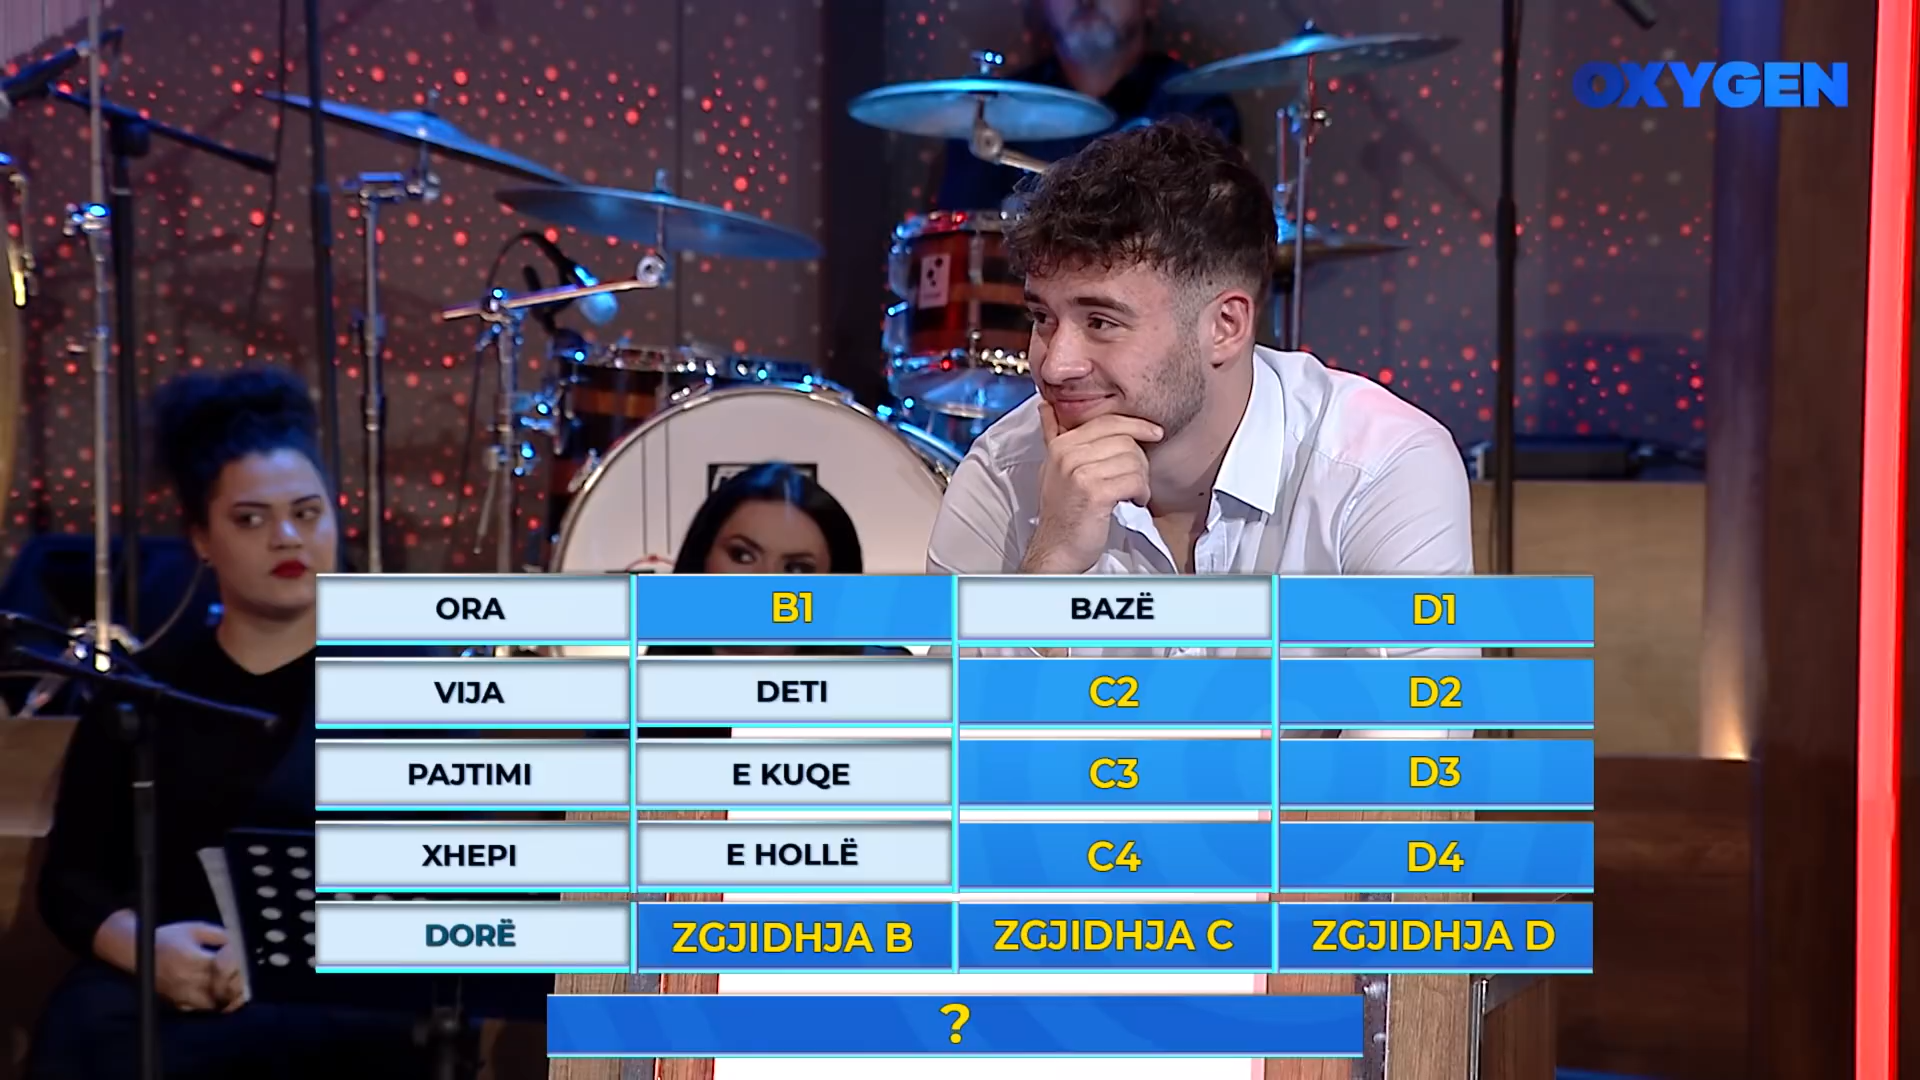 OXYGEN
ORA
B1
BAZË
D1
VIJA
DETI
C2
D2
PAJTIMI
E KUQE
C3
D3
XHEPI
E HOLLË
C4
D4
DORË
ZGJIDHJA B
ZGJIDHJA C
ZGJIDHJA D
?